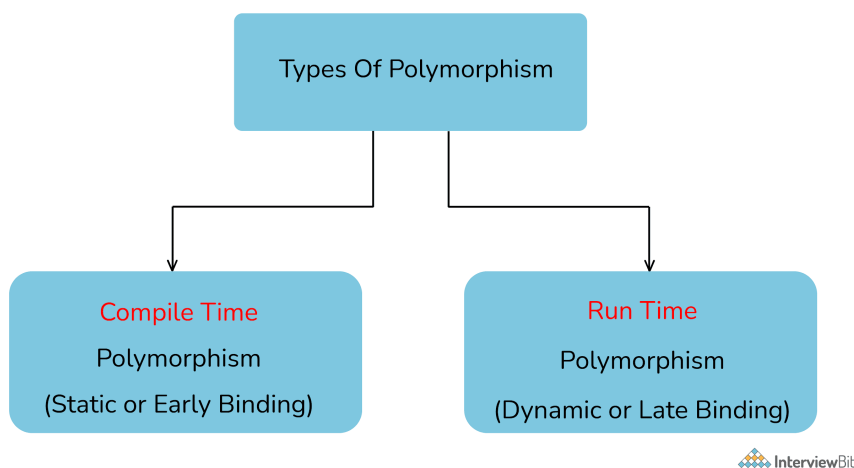 Types Of Polymorphism
Compile Time
Polymorphism
(Static or Early Binding)
Run Time
Polymorphism
(Dynamic or Late Binding)
InterviewBit